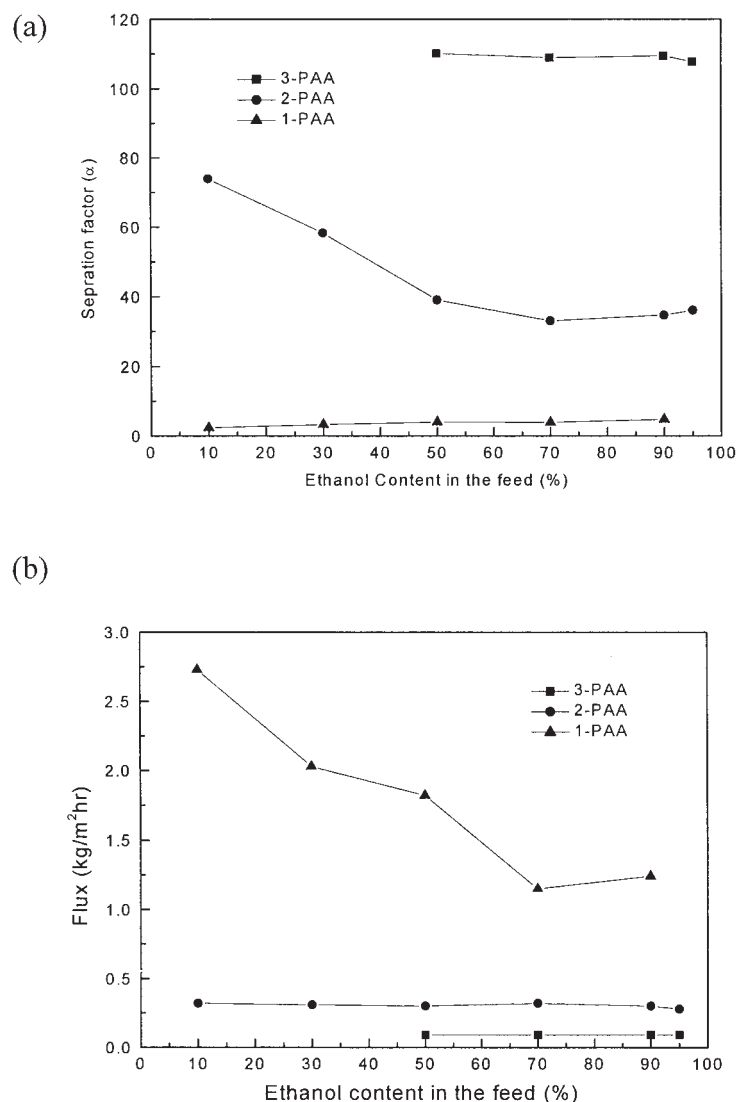 (a)
120
100
80
60
40
20
0
Sepration factor (α)
3-PAA
2-PAA
1-PAA
0 10 20 30 40 50 60 70 80 90 100
Ethanol Content in the feed (%)
(b)
3.0
2.5
2.0
1.5
1.0
0.5
0.0
Flux (kg/m²hr)
3-PAA
2-PAA
1-PAA
0 10 20 30 40 50 60 70 80 90 100
Ethanol content in the feed (%)